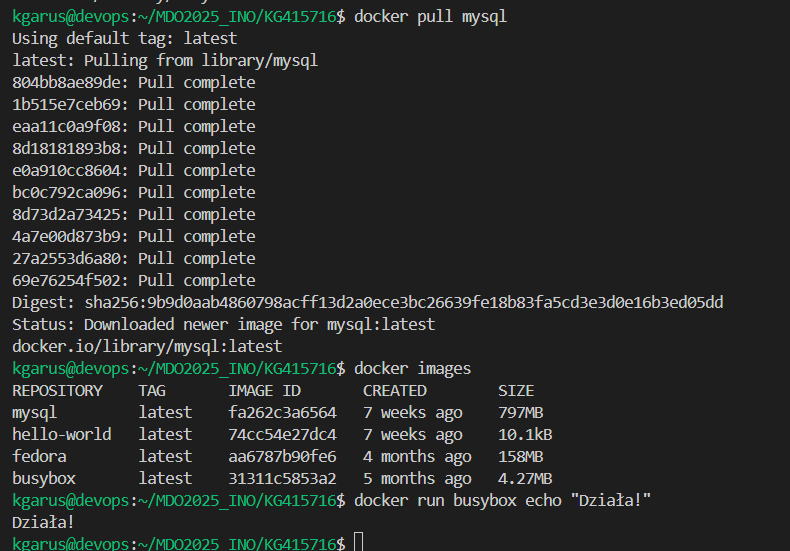 kgarus@devops:~/MDO2025_INO/KG415716$ docker pull mysql
Using default tag: latest
latest: Pulling from library/mysql
804bb8ae89de: Pull complete
1b515e7ceb69: Pull complete
eaa11c0a9f08: Pull complete
8d18181893b8: Pull complete
e0a910cc8604: Pull complete
bc0c792ca096: Pull complete
8d73d2a73425: Pull complete
4a7e00d873b9: Pull complete
27a2553d6a80: Pull complete
69e76254f502: Pull complete
Digest: sha256:9b9d0aab4860798acff13d2a0ece3bc26639fe18b83fa5cd3e3d0e16b3ed05dd
Status: Downloaded newer image for mysql:latest
docker.io/library/mysql:latest
kgarus@devops:~/MDO2025_INO/KG415716$ docker images
REPOSITORY    TAG       IMAGE ID       CREATED        SIZE
mysql         latest    fa262c3a6564   7 weeks ago    797MB
hello-world   latest    74cc54e27dc4   7 weeks ago    10.1kB
fedora        latest    aa6787b90fe6   4 months ago   158MB
busybox       latest    31311c5853a2   5 months ago   4.27MB
kgarus@devops:~/MDO2025_INO/KG415716$ docker run busybox echo "Działa!"
Działa!
kgarus@devops:~/MDO2025_INO/KG415716$